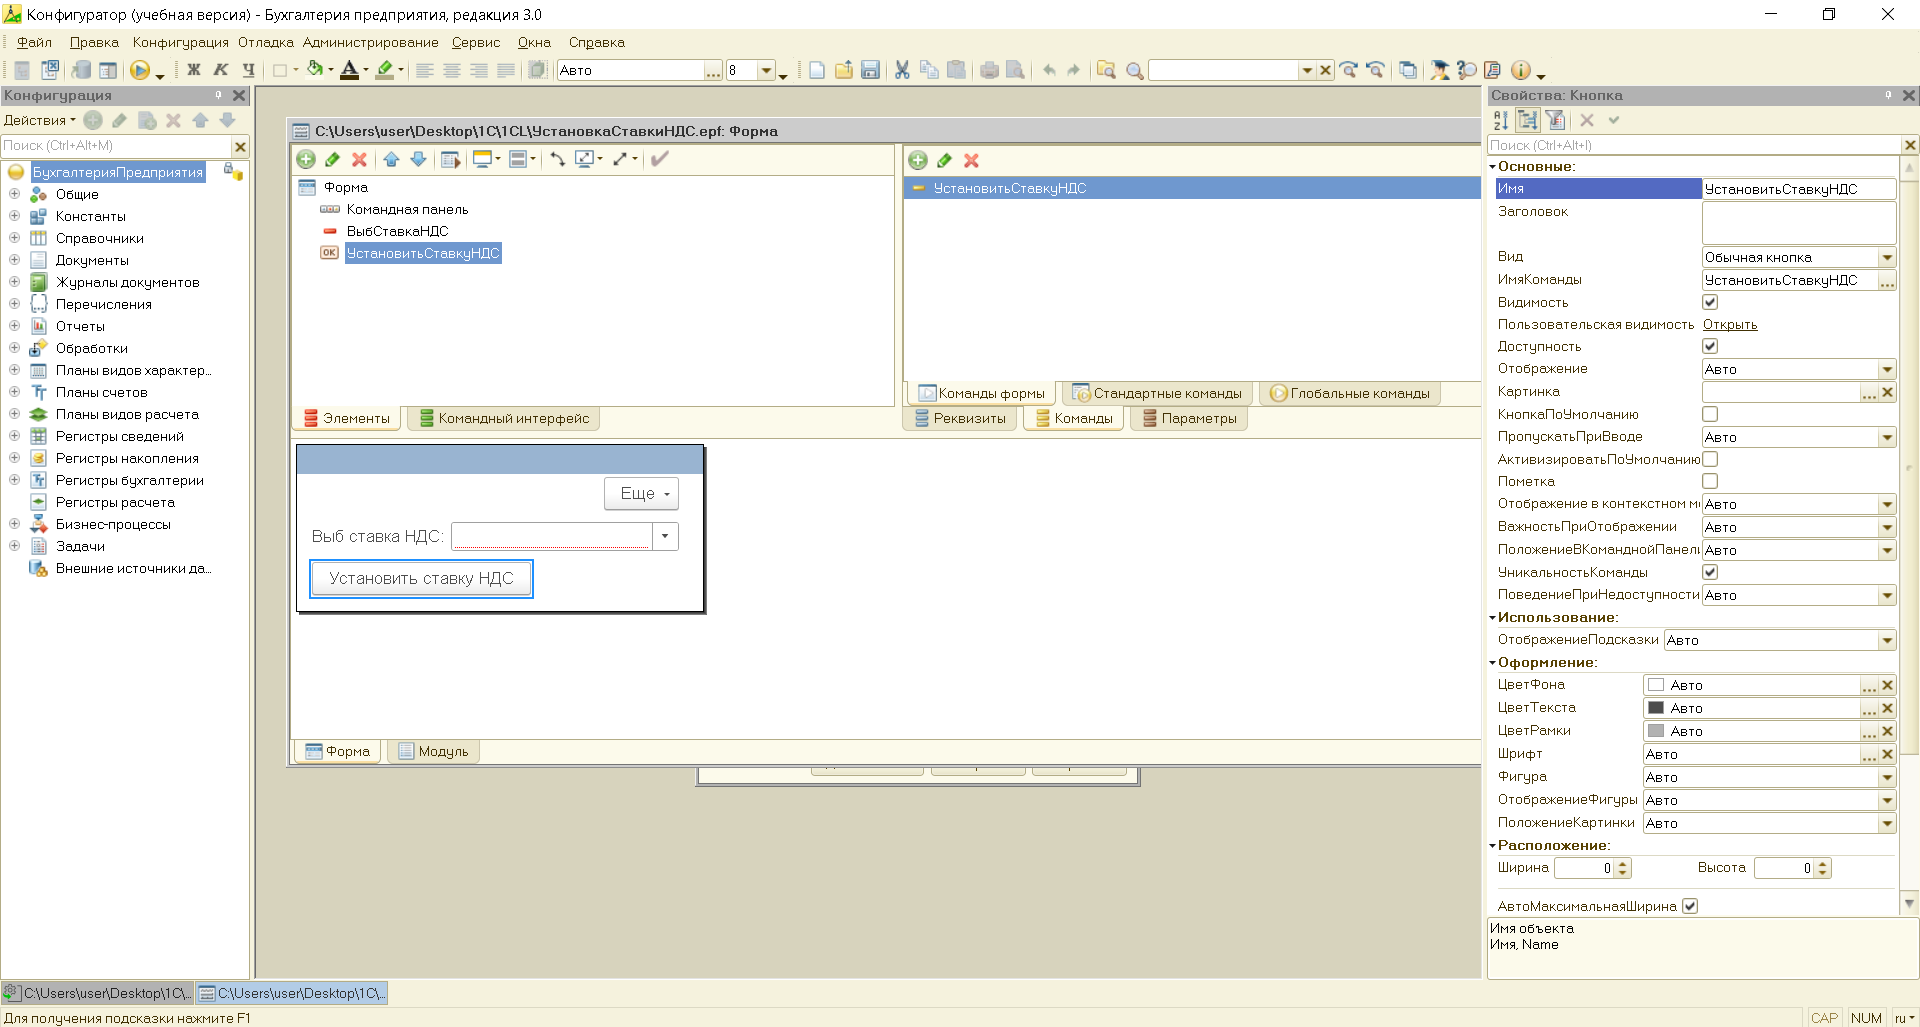 Конфигуратор (учебная версия) - Бухгалтерия предприятия, редакция 3.0
Файл Правка Конфигурация Отладка Администрирование Сервис Окна Справка
Ж К Ч Авто ... 8
Конфигурация
Действия
Поиск (Ctrl+Alt+M)
БухгалтерияПредприятия
Общие
Константы
Справочники
Документы
Журналы документов
Перечисления
Отчеты
Обработки
Планы видов характер...
Планы счетов
Планы видов расчета
Регистры сведений
Регистры накопления
Регистры бухгалтерии
Регистры расчета
Бизнес-процессы
Задачи
Внешние источники да...
C:\Users\user\Desktop\1C\1CL\УстановкаСтавкиНДС.epf: Форма
Форма
Командная панель
ВыбСтавкаНДС
OK УстановитьСтавкуНДС
Элементы Командный интерфейс
УстановитьСтавкуНДС
Команды формы Стандартные команды Глобальные команды
Реквизиты Команды Параметры
Еще
Выб ставка НДС:
Установить ставку НДС
Форма Модуль
Свойства: Кнопка
Поиск (Ctrl+Alt+I)
Основные:
Имя УстановитьСтавкуНДС
Заголовок
Вид Обычная кнопка
ИмяКоманды УстановитьСтавкуНДС ...
Видимость
Пользовательская видимость Открыть
Доступность
Отображение Авто
Картинка ...
КнопкаПоУмолчанию
ПропускатьПриВводе Авто
АктивизироватьПоУмолчанию
Пометка
Отображение в контекстном м Авто
ВажностьПриОтображении Авто
ПоложениеВКоманднойПанели Авто
УникальностьКоманды
ПоведениеПриНедоступности Авто
Использование:
ОтображениеПодсказки Авто
Оформление:
ЦветФона Авто ...
ЦветТекста Авто ...
ЦветРамки Авто ...
Шрифт Авто ...
Фигура Авто
ОтображениеФигуры Авто
ПоложениеКартинки Авто
Расположение:
Ширина 0 Высота 0
АвтоМаксимальнаяШирина
Имя объекта
Имя, Name
C:\Users\user\Desktop\1C\... C:\Users\user\Desktop\1C\...
Для получения подсказки нажмите F1
CAP NUM ru